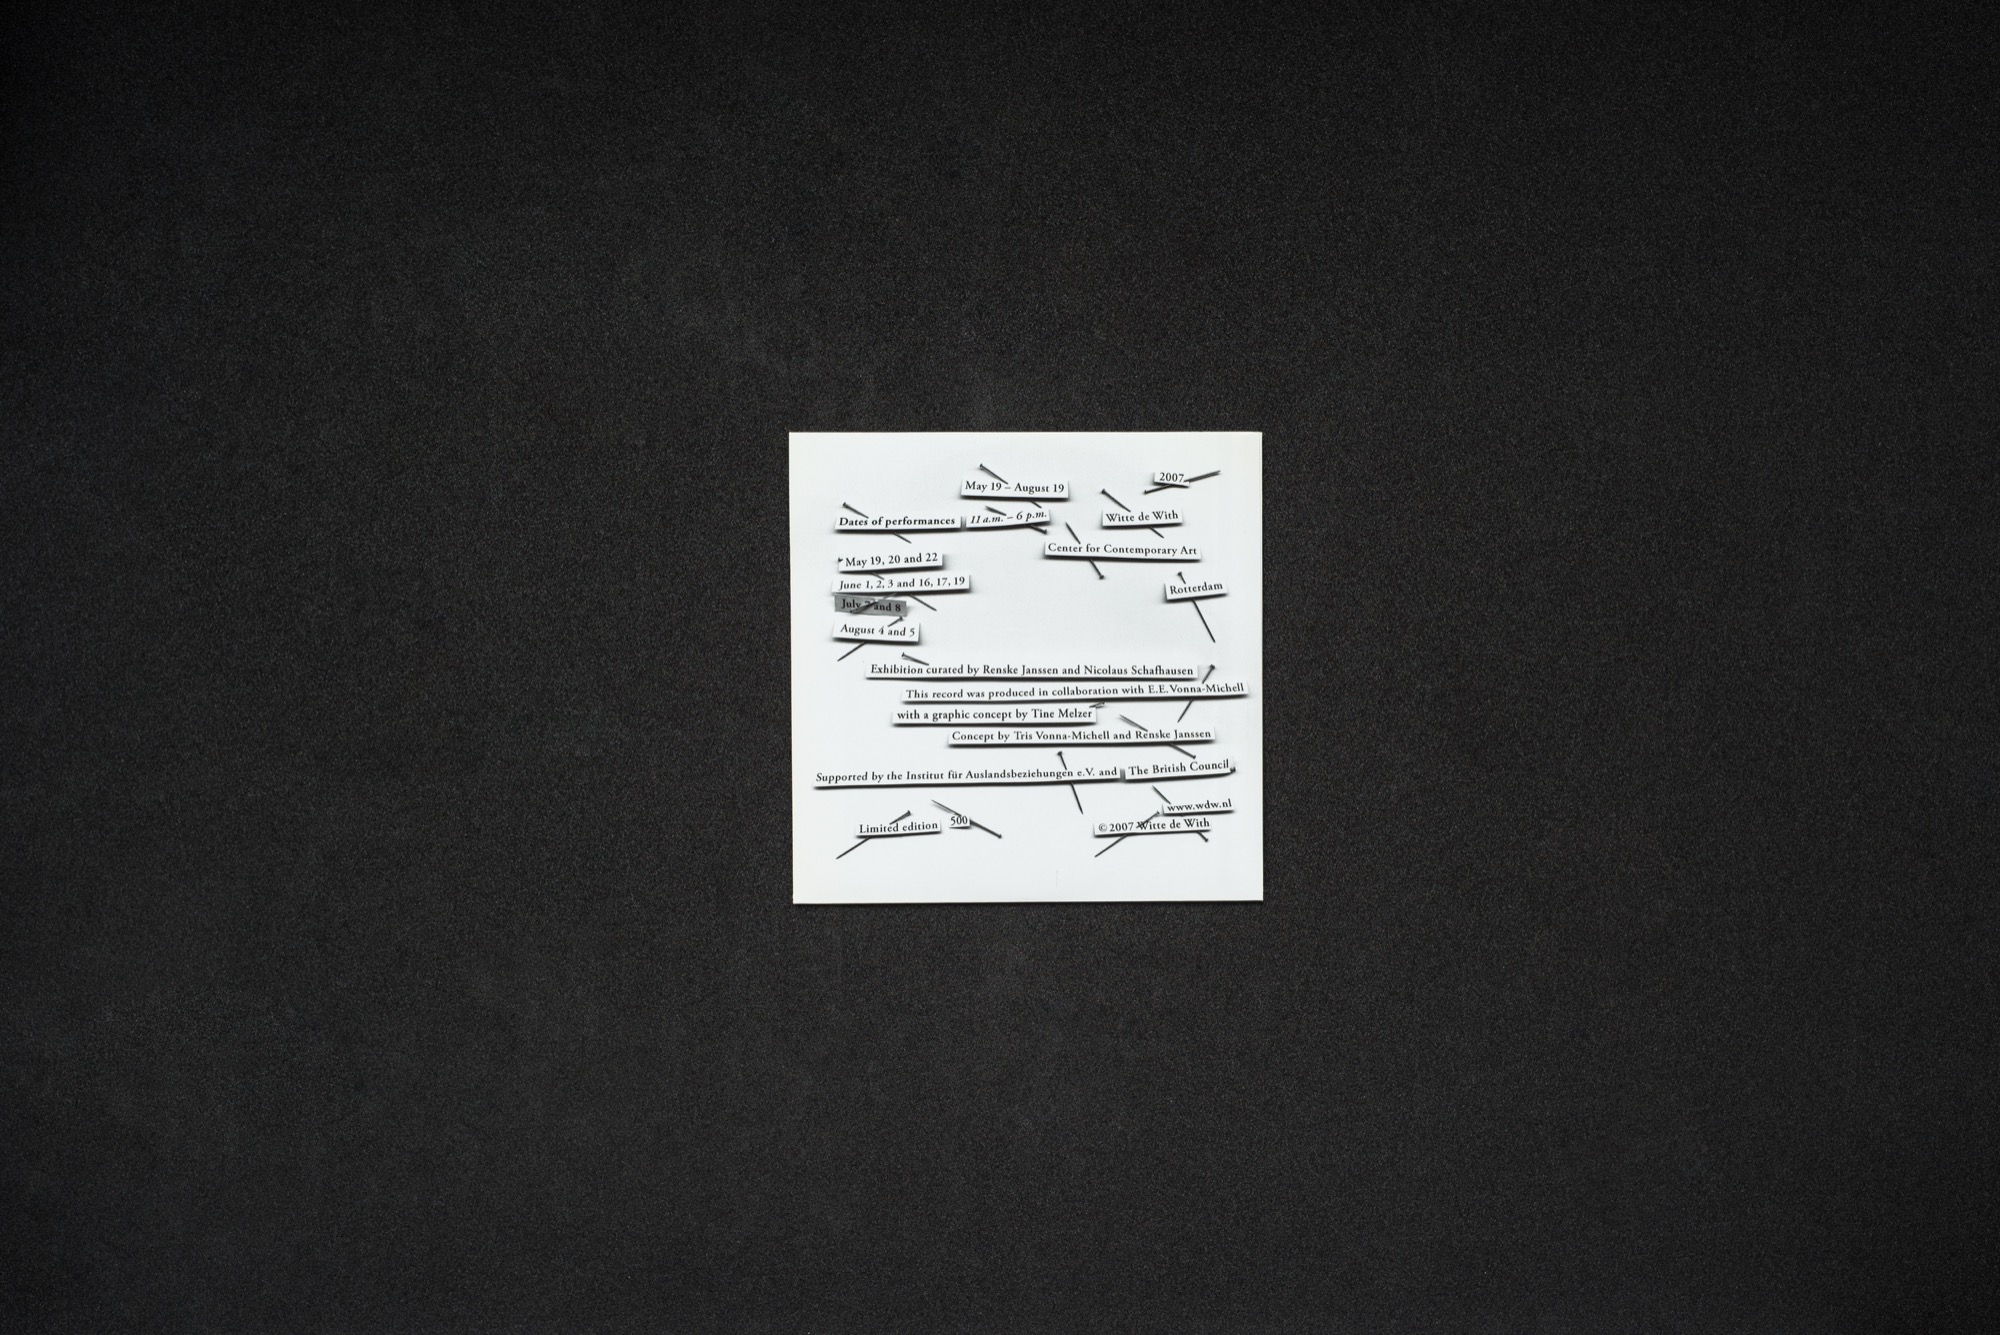 May 19 – August 19
2007
Dates of performances
11 a.m. – 6 p.m.
Witte de With
Center for Contemporary Art
May 19, 20 and 22
June 1, 2, 3 and 16, 17, 19
Rotterdam
July and 8
August 4 and 5
Exhibition curated by Renske Janssen and Nicolaus Schafhausen
This record was produced in collaboration with E.E. Vonna-Michell
with a graphic concept by Tine Melzer
Concept by Tris Vonna-Michell and Renske Janssen
Supported by the Institut für Auslandsbeziehungen e.V. and
The British Council
www.wdw.nl
Limited edition
500
© 2007 Witte de With